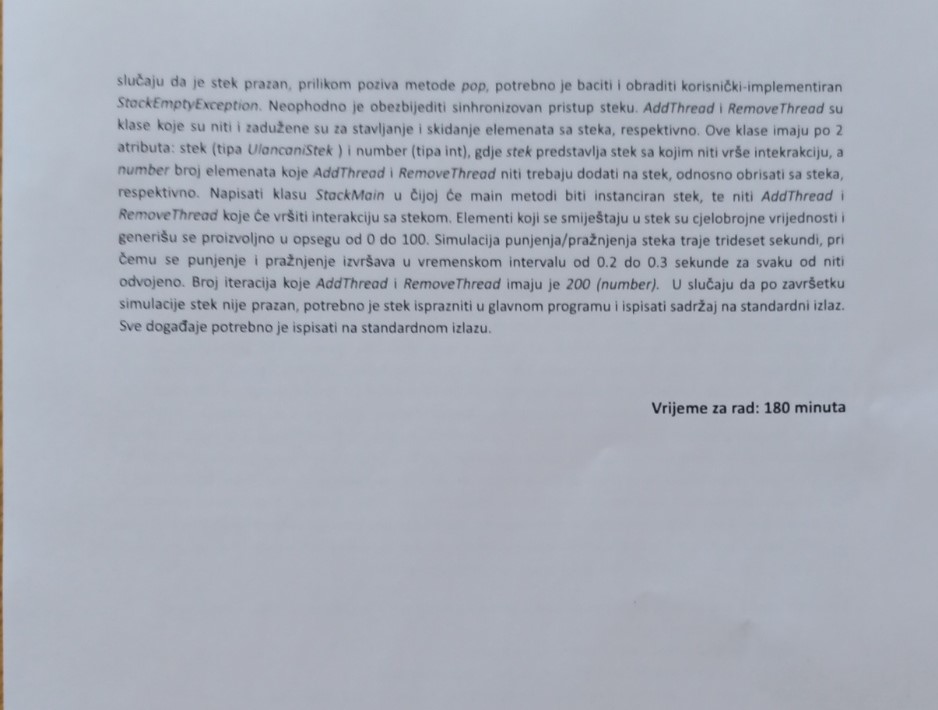 slučaju da je stek prazan, prilikom poziva metode pop, potrebno je baciti i obraditi korisnički-implementiran
StackEmptyException. Neophodno je obezbijediti sinhronizovan pristup steku. AddThread i RemoveThread su
klase koje su niti i zadužene su za stavljanje i skidanje elemenata sa steka, respektivno. Ove klase imaju po 2
atributa: stek (tipa UlancaniStek ) i number (tipa int), gdje stek predstavlja stek sa kojim niti vrše intekrakciju, a
number broj elemenata koje AddThread i RemoveThread niti trebaju dodati na stek, odnosno obrisati sa steka,
respektivno. Napisati klasu StackMain u čijoj će main metodi biti instanciran stek, te niti AddThread i
RemoveThread koje će vršiti interakciju sa stekom. Elementi koji se smiještaju u stek su cjelobrojne vrijednosti i
generišu se proizvoljno u opsegu od 0 do 100. Simulacija punjenja/pražnjenja steka traje trideset sekundi, pri
čemu se punjenje i pražnjenje izvršava u vremenskom intervalu od 0.2 do 0.3 sekunde za svaku od niti
odvojeno. Broj iteracija koje AddThread i RemoveThread imaju je 200 (number). U slučaju da po završetku
simulacije stek nije prazan, potrebno je stek isprazniti u glavnom programu i ispisati sadržaj na standardni izlaz.
Sve događaje potrebno je ispisati na standardnom izlazu.
Vrijeme za rad: 180 minuta